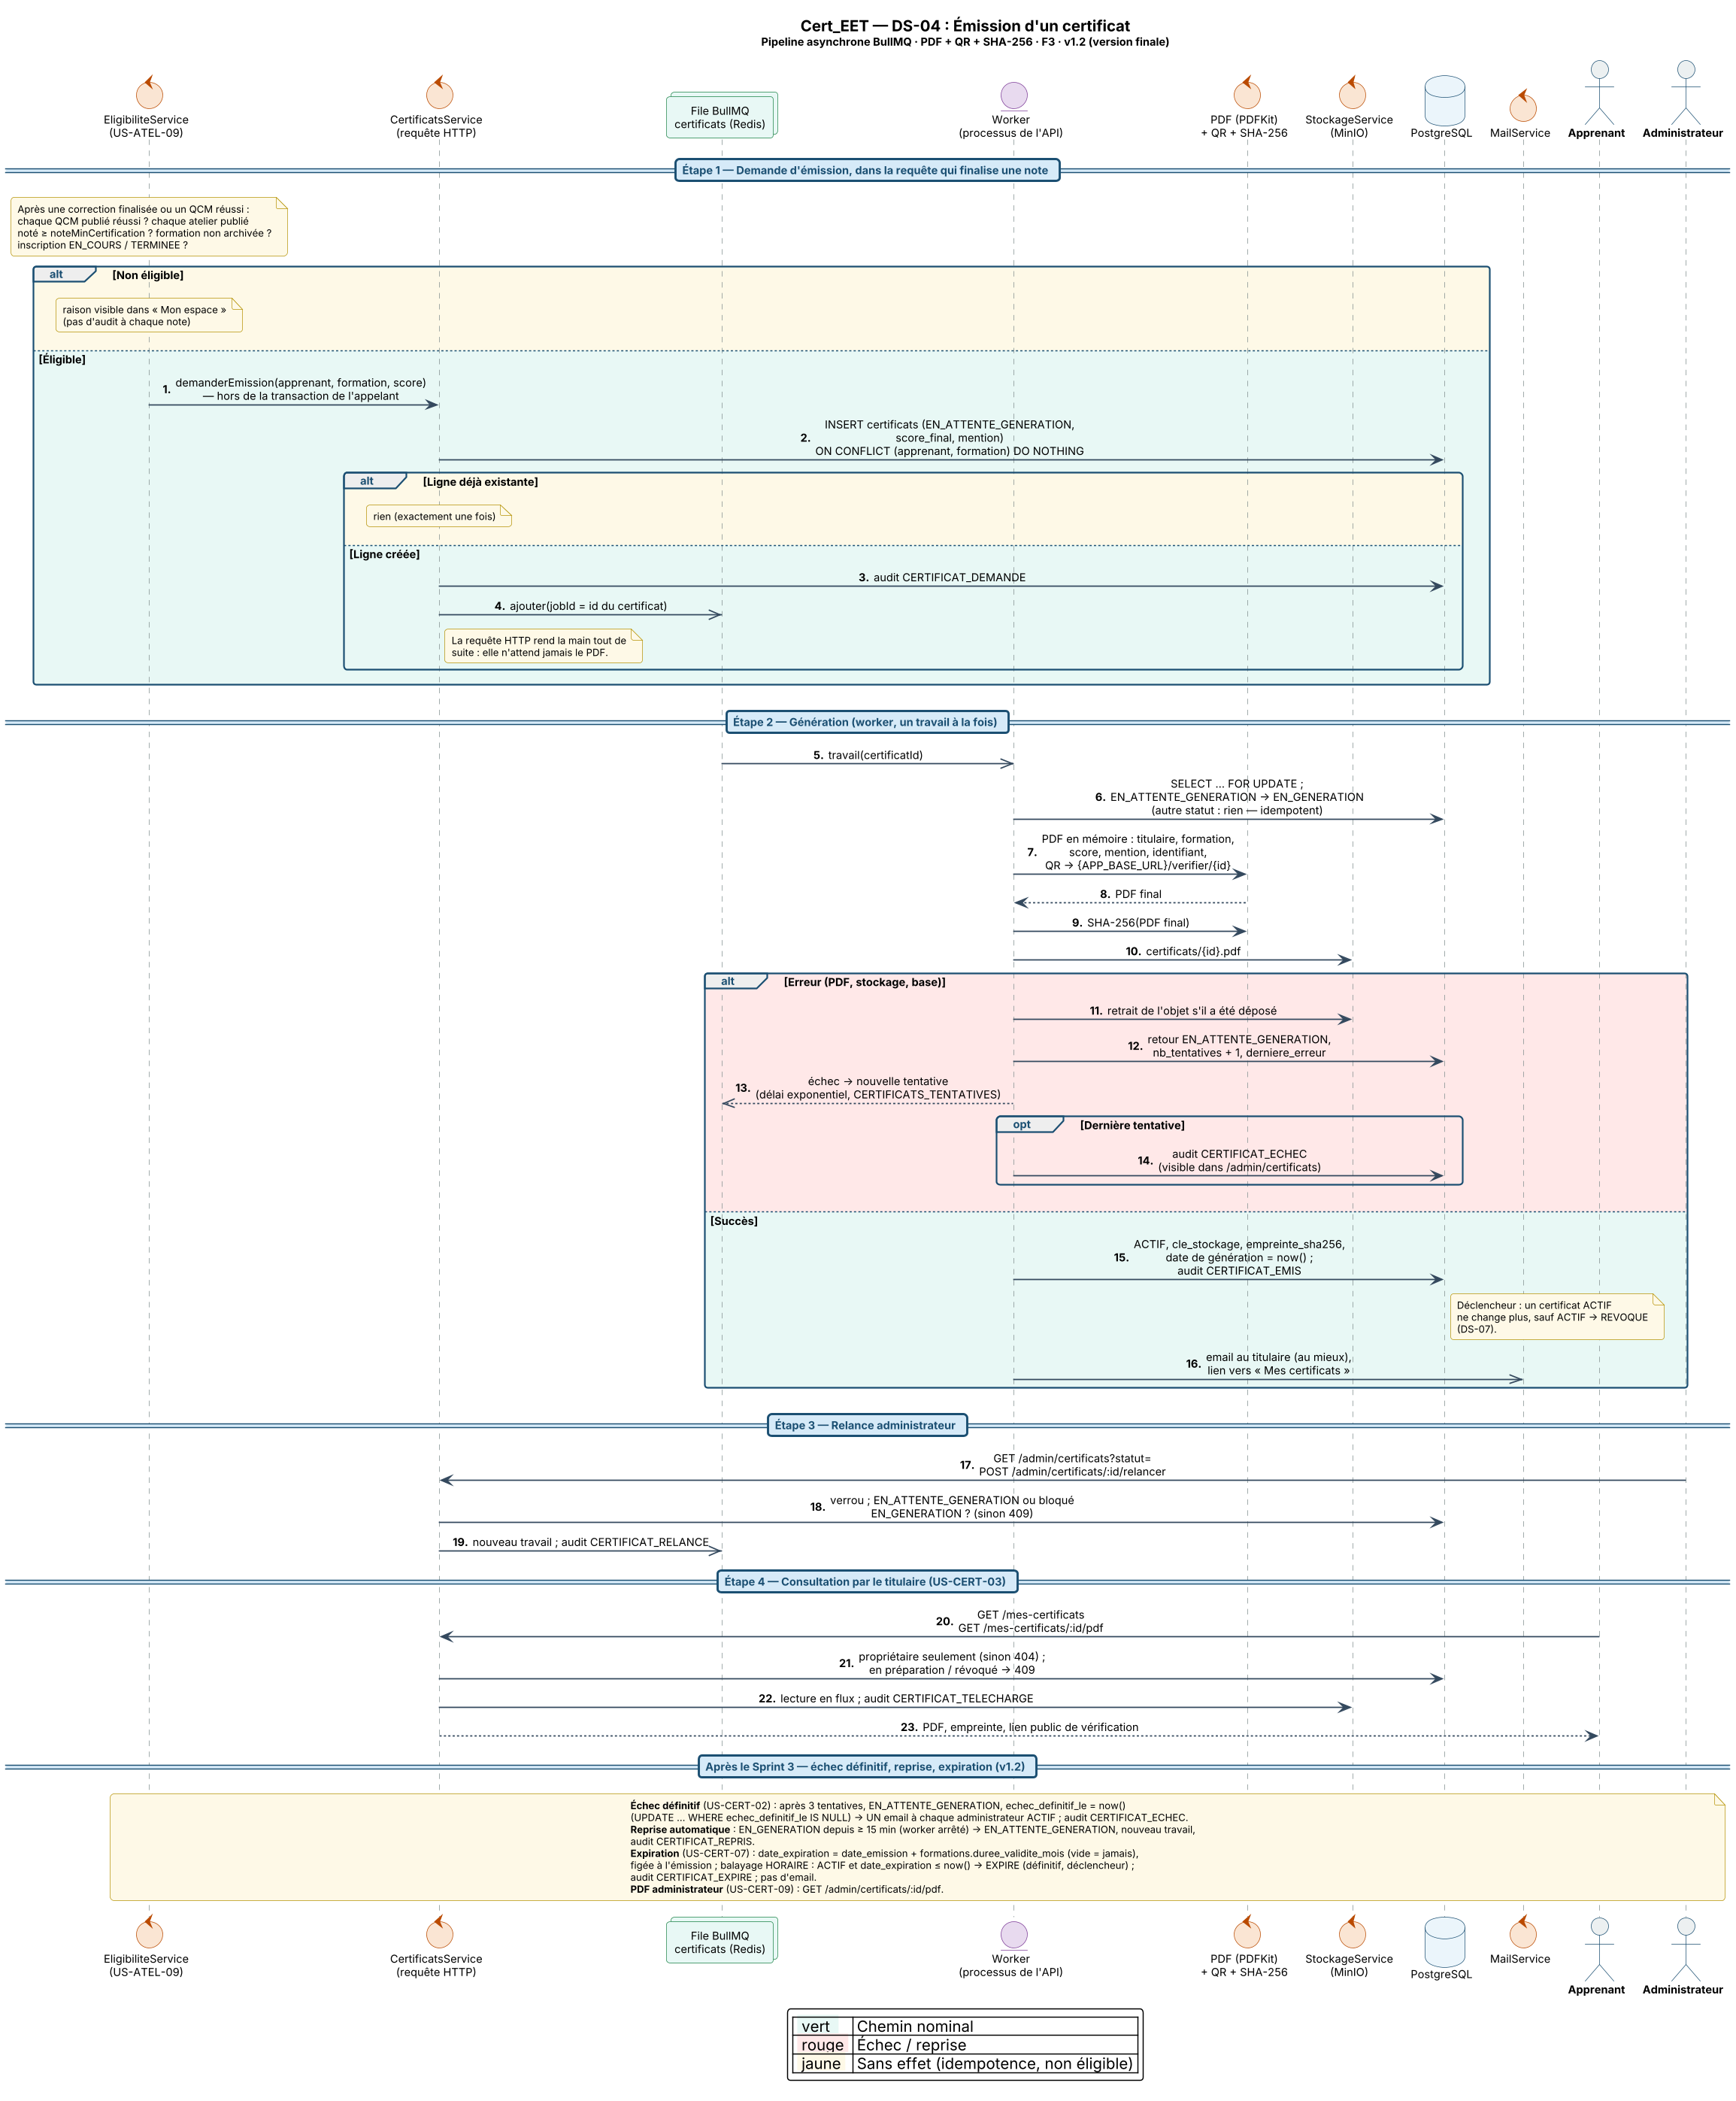 Cert_EET — DS-04 : Émission d'un certificat
Pipeline asynchrone BullMQ · PDF + QR + SHA-256 · F3 · v1.2 (version finale)
EligibiliteService
(US-ATEL-09)
CertificatsService
(requête HTTP)
File BullMQ
certificats (Redis)
Worker
(processus de l'API)
PDF (PDFKit)
+ QR + SHA-256
StockageService
(MinIO)
PostgreSQL
MailService
Apprenant
Administrateur
Étape 1 — Demande d'émission, dans la requête qui finalise une note
Après une correction finalisée ou un QCM réussi :
chaque QCM publié réussi ? chaque atelier publié
noté ≥ noteMinCertification ? formation non archivée ?
inscription EN_COURS / TERMINEE ?
alt [Non éligible]
raison visible dans « Mon espace »
(pas d'audit à chaque note)
[Éligible]
1. demanderEmission(apprenant, formation, score)
— hors de la transaction de l'appelant
INSERT certificats (EN_ATTENTE_GENERATION,
2. score_final, mention)
ON CONFLICT (apprenant, formation) DO NOTHING
alt [Ligne déjà existante]
rien (exactement une fois)
[Ligne créée]
3. audit CERTIFICAT_DEMANDE
4. ajouter(jobId = id du certificat)
La requête HTTP rend la main tout de
suite : elle n'attend jamais le PDF.
Étape 2 — Génération (worker, un travail à la fois)
5. travail(certificatId)
SELECT … FOR UPDATE ;
6. EN_ATTENTE_GENERATION → EN_GENERATION
(autre statut : rien — idempotent)
PDF en mémoire : titulaire, formation,
7. score, mention, identifiant,
QR → {APP_BASE_URL}/verifier/{id}
8. PDF final
9. SHA-256(PDF final)
10. certificats/{id}.pdf
alt [Erreur (PDF, stockage, base)]
11. retrait de l'objet s'il a été déposé
12. retour EN_ATTENTE_GENERATION,
nb_tentatives + 1, derniere_erreur
13. échec → nouvelle tentative
(délai exponentiel, CERTIFICATS_TENTATIVES)
opt [Dernière tentative]
14. audit CERTIFICAT_ECHEC
(visible dans /admin/certificats)
[Succès]
ACTIF, cle_stockage, empreinte_sha256,
15. date de génération = now() ;
audit CERTIFICAT_EMIS
Déclencheur : un certificat ACTIF
ne change plus, sauf ACTIF → REVOQUE
(DS-07).
16. email au titulaire (au mieux),
lien vers « Mes certificats »
Étape 3 — Relance administrateur
17. GET /admin/certificats?statut=
POST /admin/certificats/:id/relancer
18. verrou ; EN_ATTENTE_GENERATION ou bloqué
EN_GENERATION ? (sinon 409)
19. nouveau travail ; audit CERTIFICAT_RELANCE
Étape 4 — Consultation par le titulaire (US-CERT-03)
20. GET /mes-certificats
GET /mes-certificats/:id/pdf
21. propriétaire seulement (sinon 404) ;
en préparation / révoqué → 409
22. lecture en flux ; audit CERTIFICAT_TELECHARGE
23. PDF, empreinte, lien public de vérification
Après le Sprint 3 — échec définitif, reprise, expiration (v1.2)
Échec définitif (US-CERT-02) : après 3 tentatives, EN_ATTENTE_GENERATION, echec_definitif_le = now()
(UPDATE … WHERE echec_definitif_le IS NULL) → UN email à chaque administrateur ACTIF ; audit CERTIFICAT_ECHEC.
Reprise automatique : EN_GENERATION depuis ≥ 15 min (worker arrêté) → EN_ATTENTE_GENERATION, nouveau travail,
audit CERTIFICAT_REPRIS.
Expiration (US-CERT-07) : date_expiration = date_emission + formations.duree_validite_mois (vide = jamais),
figée à l'émission ; balayage HORAIRE : ACTIF et date_expiration ≤ now() → EXPIRE (définitif, déclencheur) ;
audit CERTIFICAT_EXPIRE ; pas d'email.
PDF administrateur (US-CERT-09) : GET /admin/certificats/:id/pdf.
EligibiliteService
(US-ATEL-09)
CertificatsService
(requête HTTP)
File BullMQ
certificats (Redis)
Worker
(processus de l'API)
PDF (PDFKit)
+ QR + SHA-256
StockageService
(MinIO)
PostgreSQL
MailService
Apprenant
Administrateur
vert Chemin nominal
rouge Échec / reprise
jaune Sans effet (idempotence, non éligible)